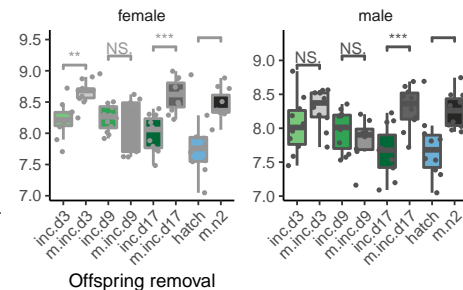 female
male
9.5
9.0
8.5
8.0
7.5
7.0
**
NS.
***
9.0
8.5
8.0
7.5
7.0
NS.
NS.
***
inc.d3
m.inc.d3
inc.d9
m.inc.d9
inc.d17
m.inc.d17
hatch
m.n2
inc.d3
m.inc.d3
inc.d9
m.inc.d9
inc.d17
m.inc.d17
hatch
m.n2
Offspring removal